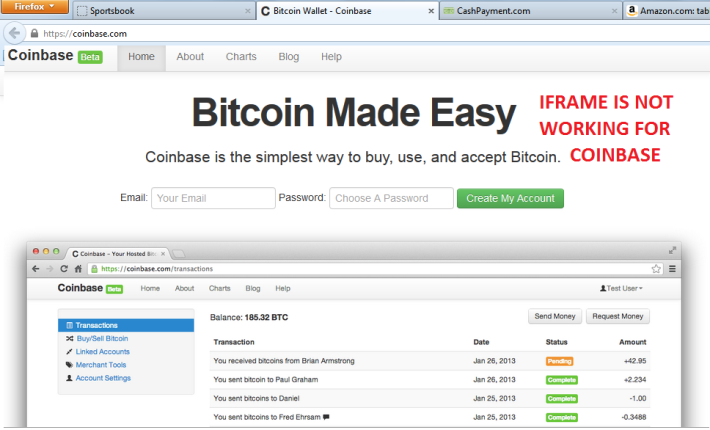 Firefox
Sportsbook
Bitcoin Wallet - Coinbase
CashPayment.com
Amazon.com: tab
https://coinbase.com
Coinbase Beta Home About Charts Blog Help
Bitcoin Made Easy
IFRAME IS NOT
WORKING FOR
COINBASE
Coinbase is the simplest way to buy, use, and accept Bitcoin.
Email: Your Email Password: Choose A Password Create My Account
Coinbase - Your Hosted Bit
https://coinbase.com/transactions
Coinbase Beta Home About Charts Blog Help Test User
Transactions
Buy/Sell Bitcoin
Linked Accounts
Merchant Tools
Account Settings
Balance: 185.32 BTC Send Money Request Money
Transaction Date Status Amount
You received bitcoins from Brian Armstrong Jan 26, 2013 Pending +42.95
You sent bitcoin to Paul Graham Jan 26, 2013 Complete +2.234
You sent bitcoins to Daniel Jan 25, 2013 Complete -1.00
You sent bitcoins to Fred Ehrsam Jan 25, 2013 Complete -0.3488